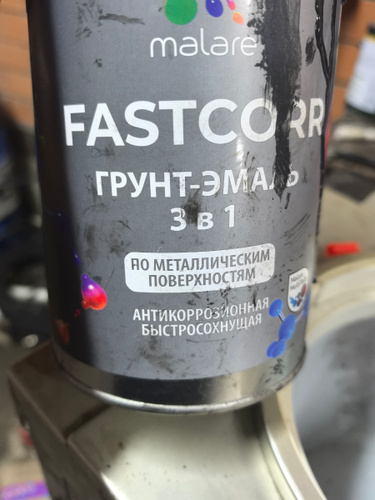 malare
FASTCORR
ГРУНТ-ЭМАЛЬ
3 в 1
ПО МЕТАЛЛИЧЕСКИМ
ПОВЕРХНОСТЯМ
АНТИКОРРОЗИОННАЯ
БЫСТРОСОХНУЩАЯ